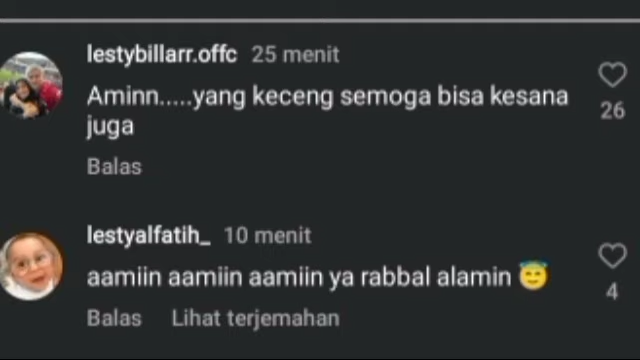 lestybillarr.offc 25 menit
Aminn.....yang keceng semoga bisa kesana
juga
26
Balas
lestyalfatih_ 10 menit
aamiin aamiin aamiin ya rabbal alamin 😇
4
Balas Lihat terjemahan